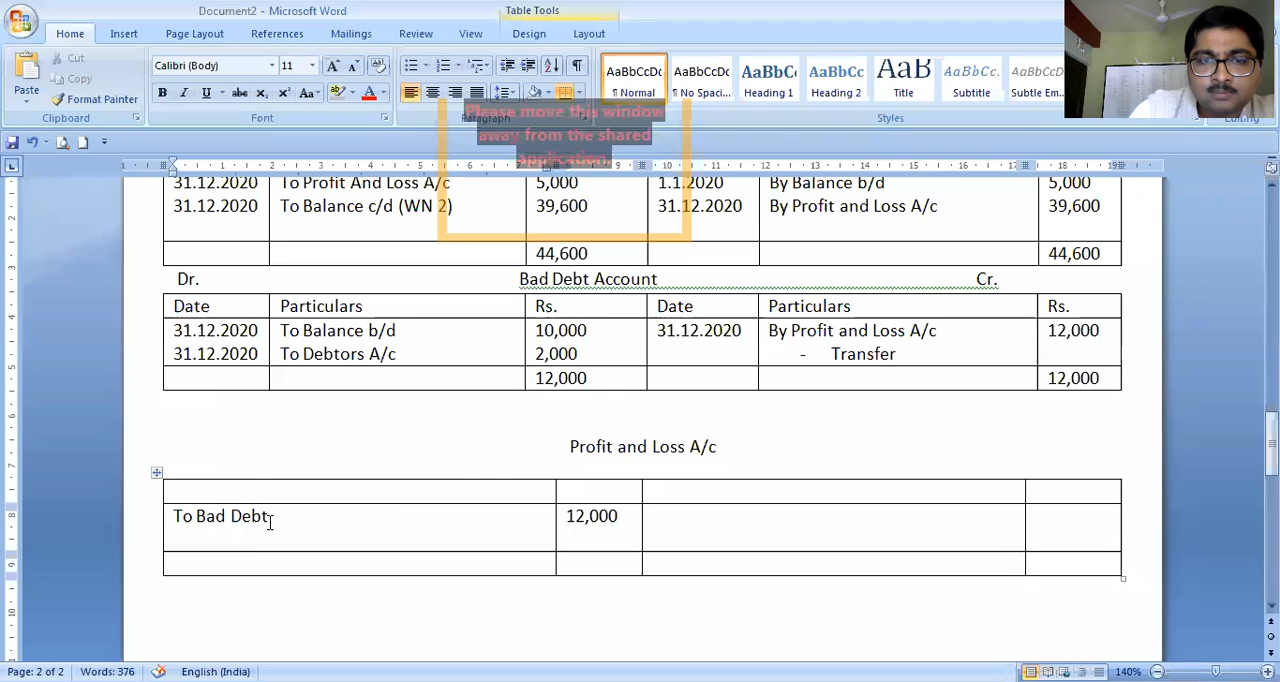 Document2 - Microsoft Word
Table Tools
Home Insert Page Layout References Mailings Review View Design Layout
Paste
Cut
Copy
Format Painter
Clipboard
Calibri (Body) 11
Font
Paragraph
AaBbCcDc AaBbCcDc AaBbC AaBbCc AaB AaBbCc. AaBbCcDc
¶ Normal ¶ No Spaci... Heading 1 Heading 2 Title Subtitle Subtle Em...
Styles
Editing
Please move this window
away from the shared
application.
31.12.2020 To Profit And Loss A/c 5,000 1.1.2020 By Balance b/d 5,000
31.12.2020 To Balance c/d (WN 2) 39,600 31.12.2020 By Profit and Loss A/c 39,600
44,600 44,600
Dr. Bad Debt Account Cr.
Date Particulars Rs. Date Particulars Rs.
31.12.2020 To Balance b/d 10,000 31.12.2020 By Profit and Loss A/c 12,000
31.12.2020 To Debtors A/c 2,000 - Transfer
12,000 12,000
Profit and Loss A/c
To Bad Debt 12,000
Page: 2 of 2 Words: 376 English (India) 140%